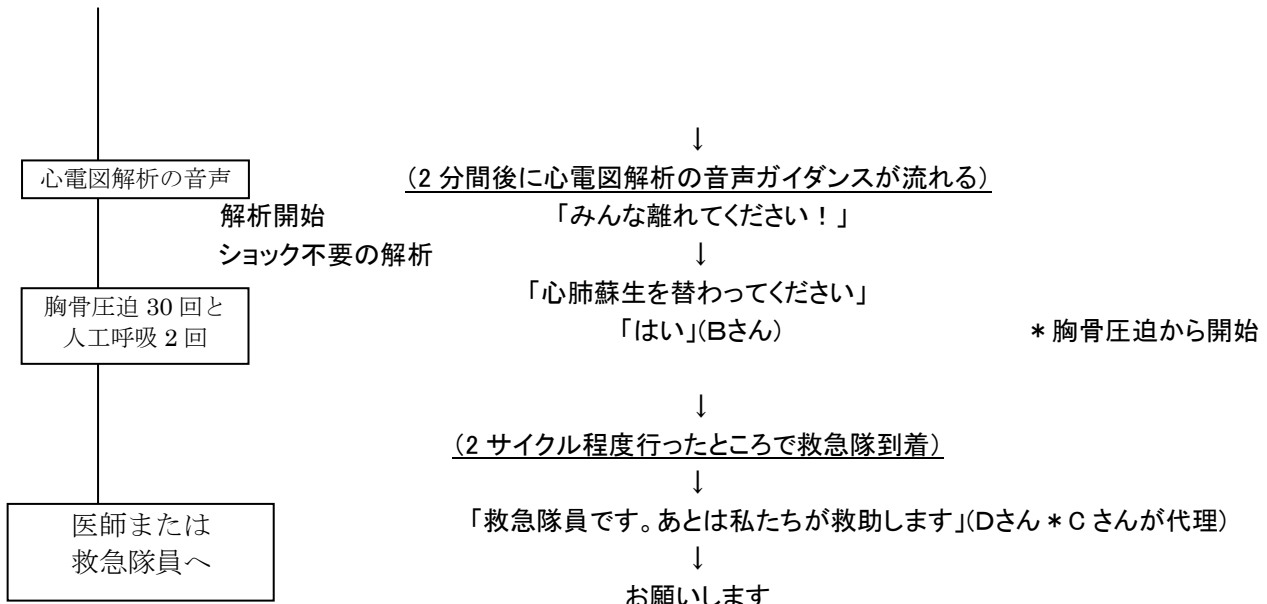 ↓
心電図解析の音声
(2 分間後に心電図解析の音声ガイダンスが流れる)
解析開始
「みんな離れてください！」
ショック不要の解析
↓
胸骨圧迫 30 回と
人工呼吸 2 回
「心肺蘇生を替わってください」
「はい」(Bさん)
＊胸骨圧迫から開始
↓
(2 サイクル程度行ったところで救急隊到着)
↓
医師または
救急隊員へ
「救急隊員です。あとは私たちが救助します」(Dさん＊C さんが代理)
↓
お願いします